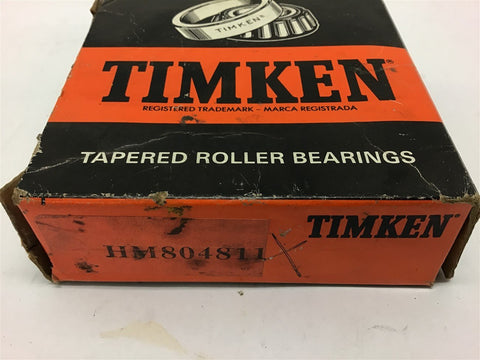 TIMKEN
TIMKEN®
REGISTERED TRADEMARK – MARCA REGISTRADA
TAPERED ROLLER BEARINGS
TIMKEN®
HM804811